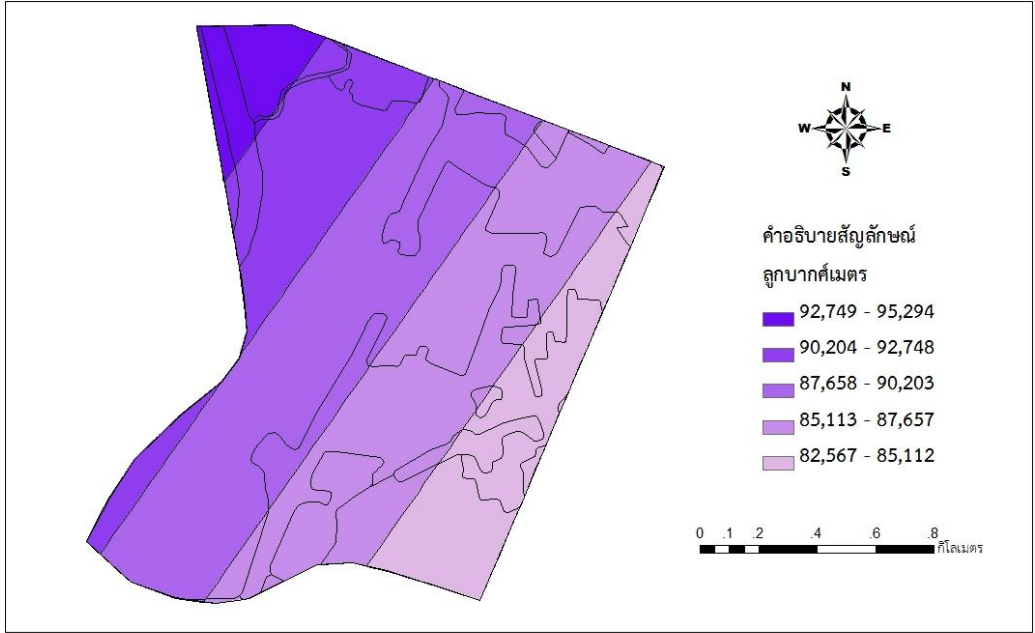 N
W E
S
คำอธิบายสัญลักษณ์
ลูกบากศ์เมตร
92,749 - 95,294
90,204 - 92,748
87,658 - 90,203
85,113 - 87,657
82,567 - 85,112
0 .1 .2 .4 .6 .8
กิโลเมตร